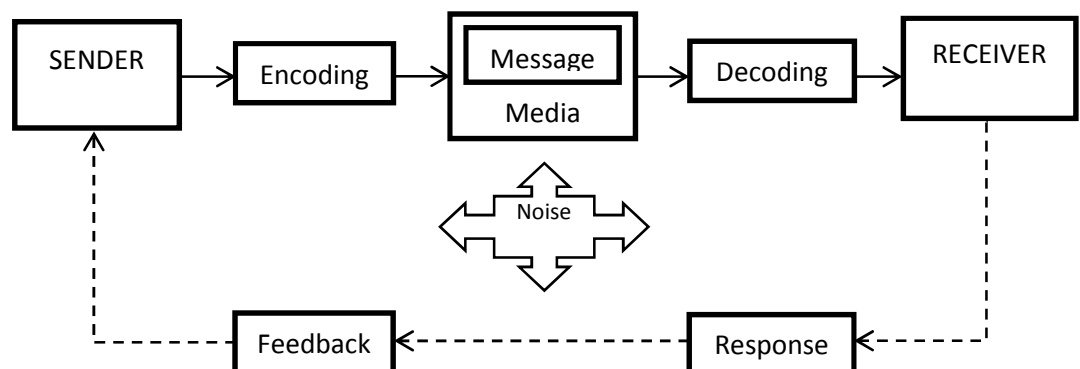 SENDER
Encoding
Message
Media
Decoding
RECEIVER
Noise
Feedback
Response